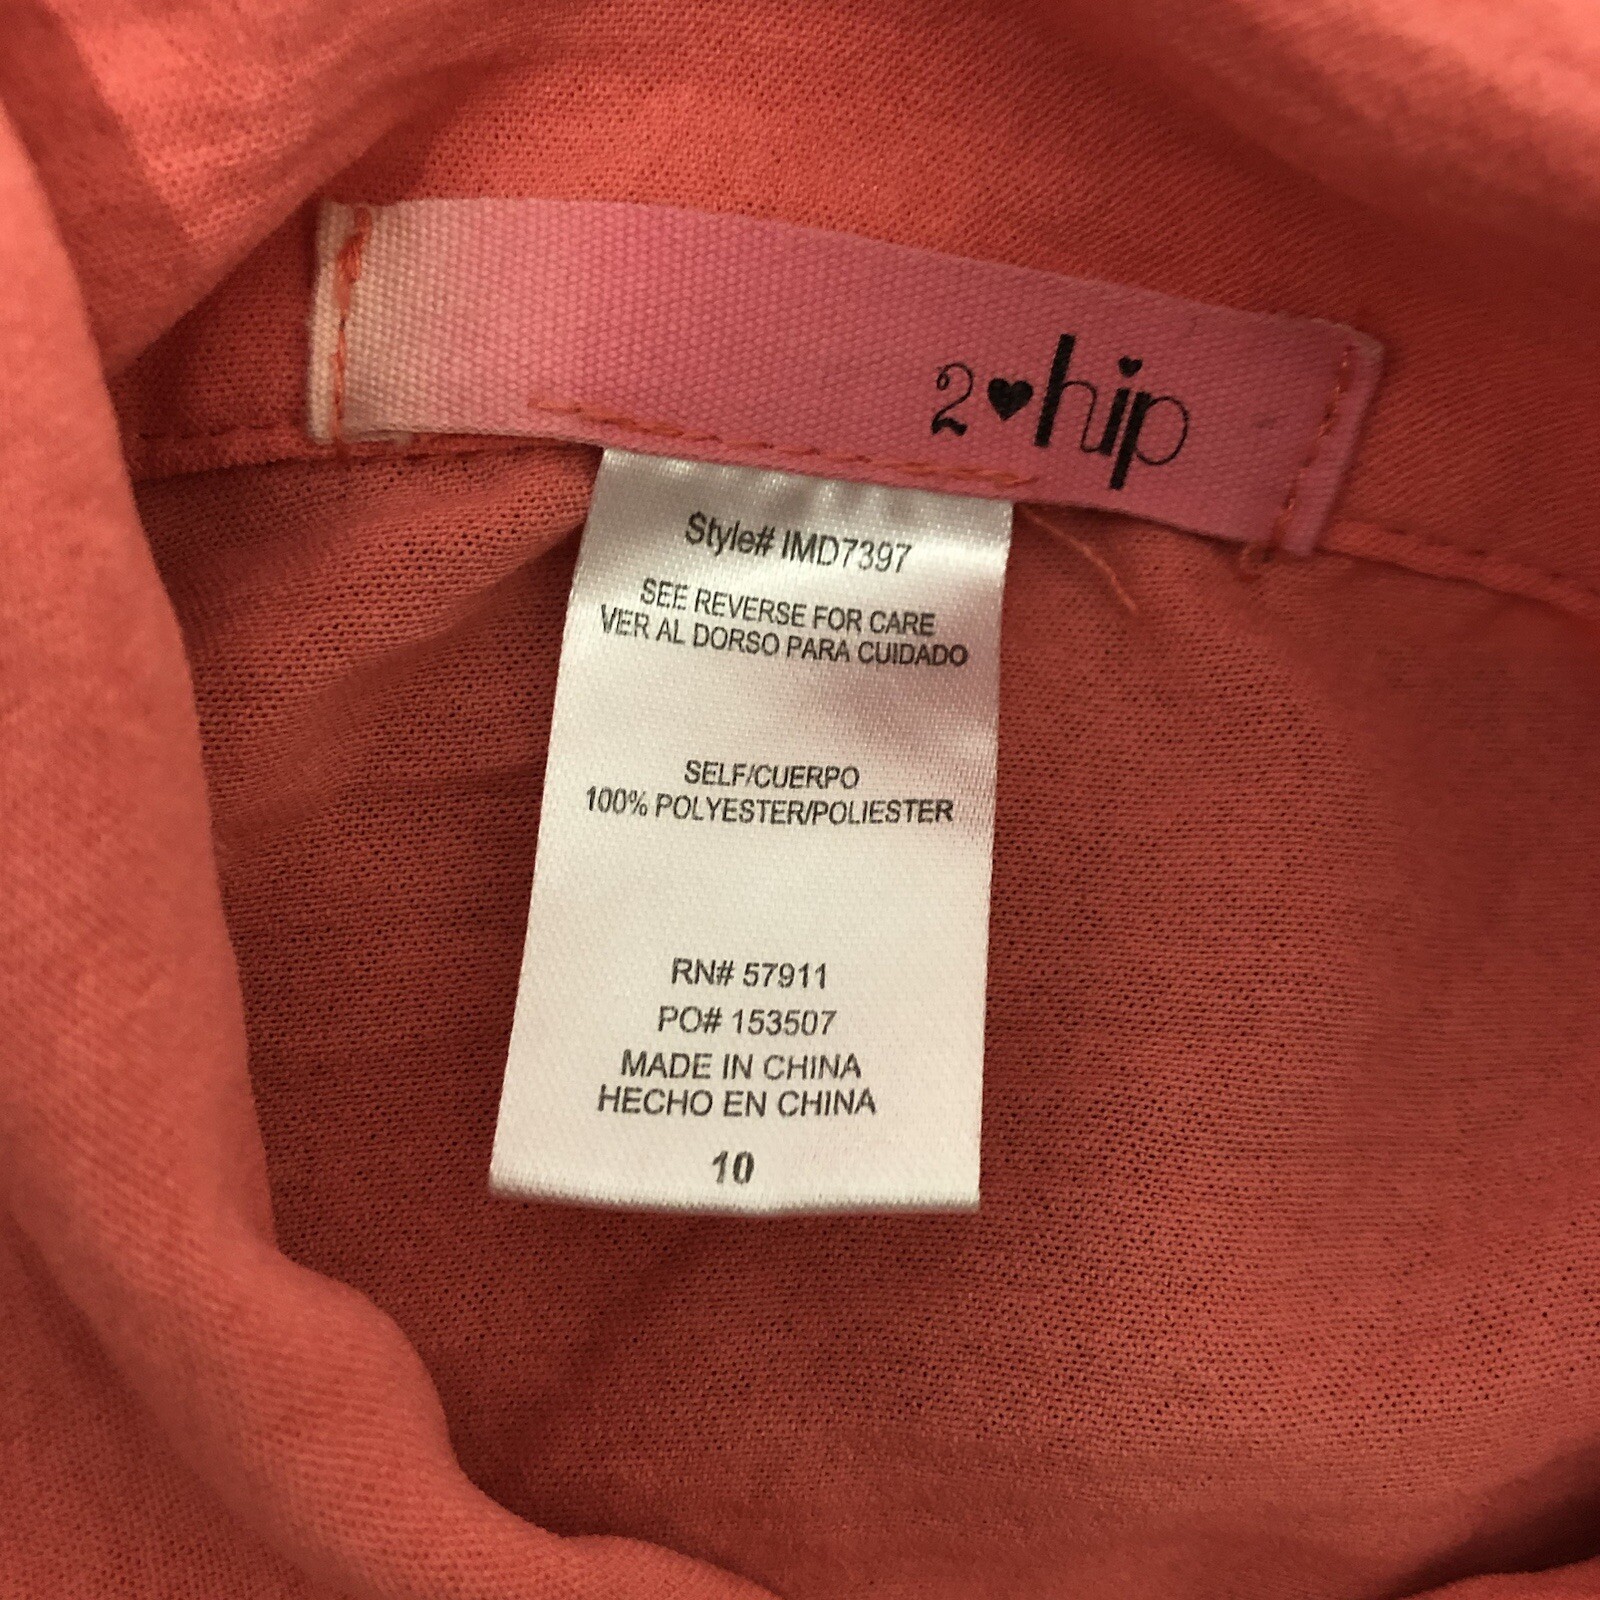 2♥hip
Style# IMD7397
SEE REVERSE FOR CARE
VER AL DORSO PARA CUIDADO
SELF/CUERPO
100% POLYESTER/POLIESTER
RN# 57911
PO# 153507
MADE IN CHINA
HECHO EN CHINA
10